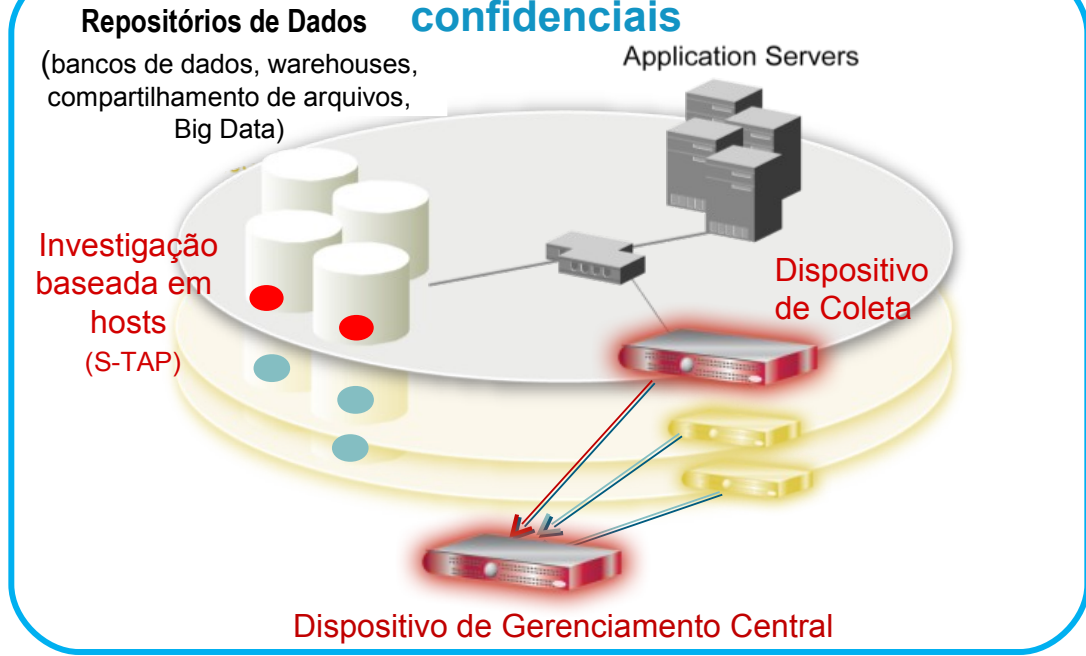 confidenciais
Repositórios de Dados
(bancos de dados, warehouses,
compartilhamento de arquivos,
Big Data)
Application Servers
Investigação
baseada em
hosts
(S-TAP)
Dispositivo
de Coleta
Dispositivo de Gerenciamento Central